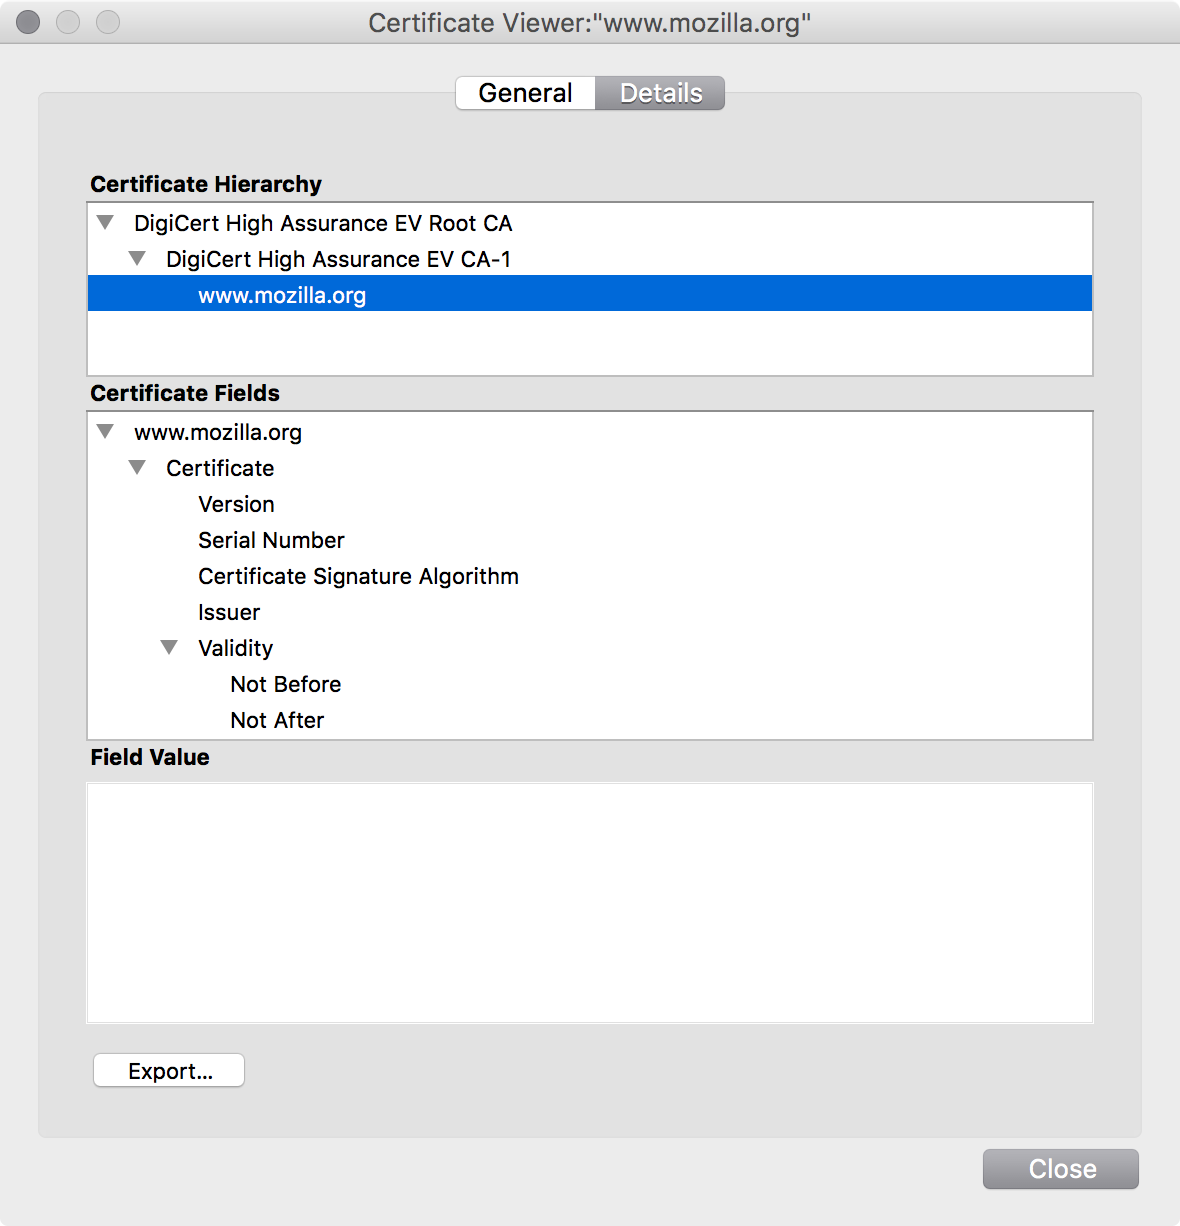 Certificate Viewer:"www.mozilla.org"
General Details
Certificate Hierarchy
DigiCert High Assurance EV Root CA
DigiCert High Assurance EV CA-1
www.mozilla.org
Certificate Fields
www.mozilla.org
Certificate
Version
Serial Number
Certificate Signature Algorithm
Issuer
Validity
Not Before
Not After
Field Value
Export...
Close